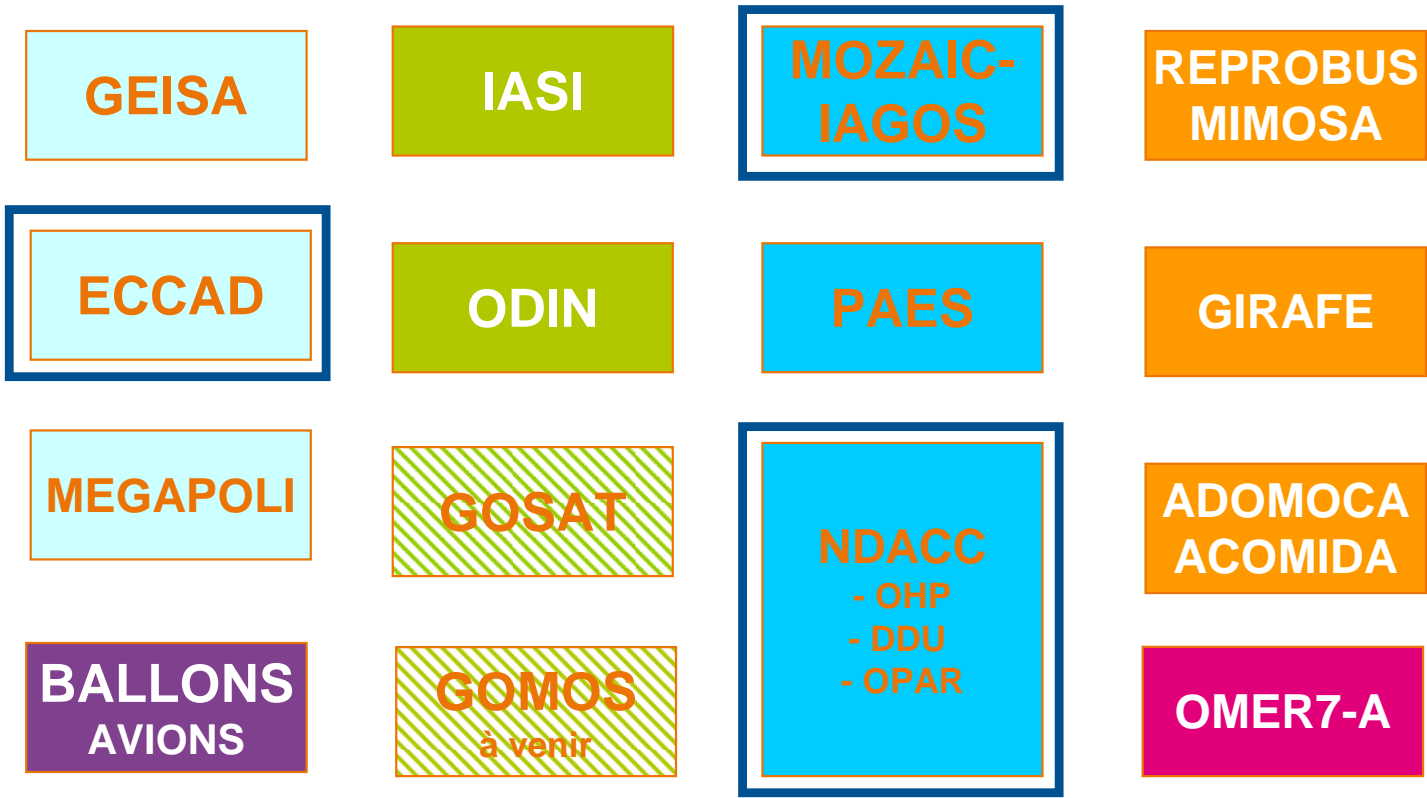 GEISA
IASI
MOZAIC-
IAGOS
REPROBUS
MIMOSA
ECCAD
ODIN
PAES
GIRAFE
MEGAPOLI
GOSAT
NDACC
- OHP
- DDU
- OPAR
ADOMOCA
ACOMIDA
BALLONS
AVIONS
GOMOS
à venir
OMER7-A